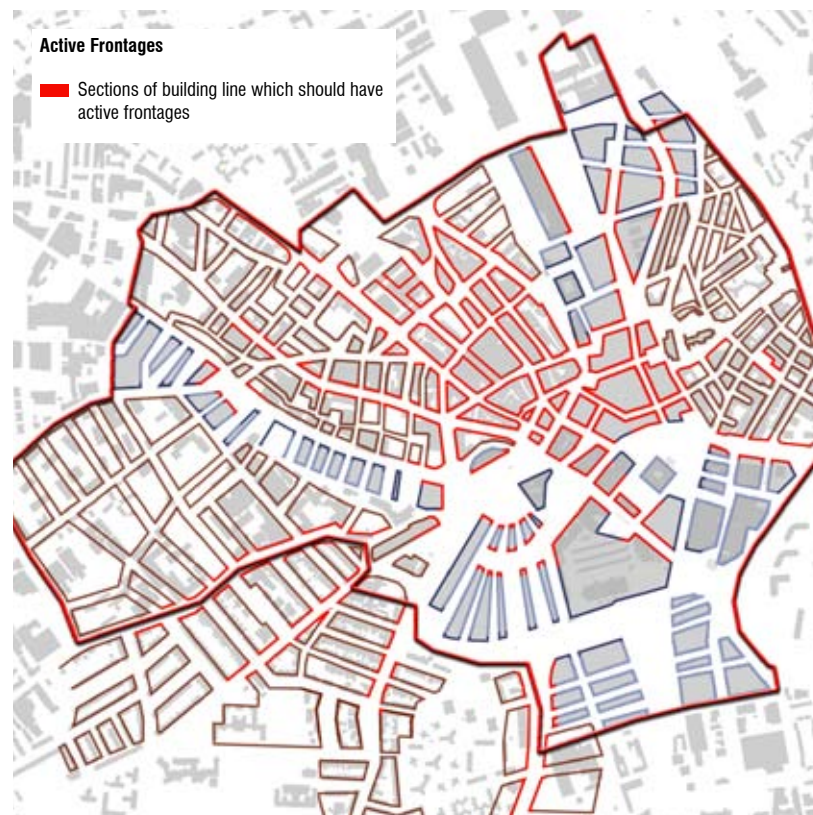 Active Frontages
Sections of building line which should have
active frontages